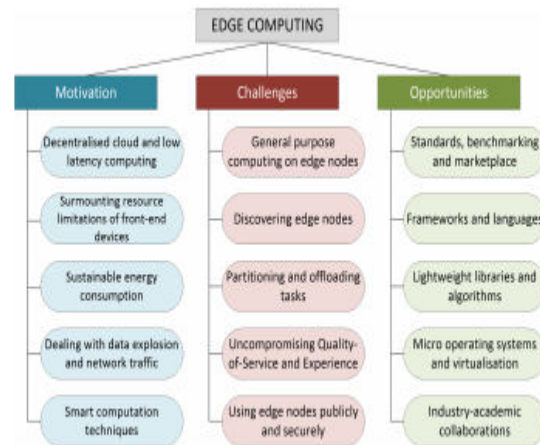 EDGE COMPUTING
Motivation
Decentralised cloud and low
latency computing
Surmounting resource
limitations of front-end
devices
Sustainable energy
consumption
Dealing with data explosion
and network traffic
Smart computation
techniques
Challenges
General purpose
computing on edge nodes
Discovering edge nodes
Partitioning and offloading
tasks
Uncompromising Quality-
of-Service and Experience
Using edge nodes publicly
and securely
Opportunities
Standards, benchmarking
and marketplace
Frameworks and languages
Lightweight libraries and
algorithms
Micro operating systems
and virtualisation
Industry-academic
collaborations